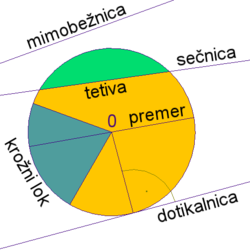 mimobežnica
sečnica
tetiva
0 premer
krožni lok
dotikalnica